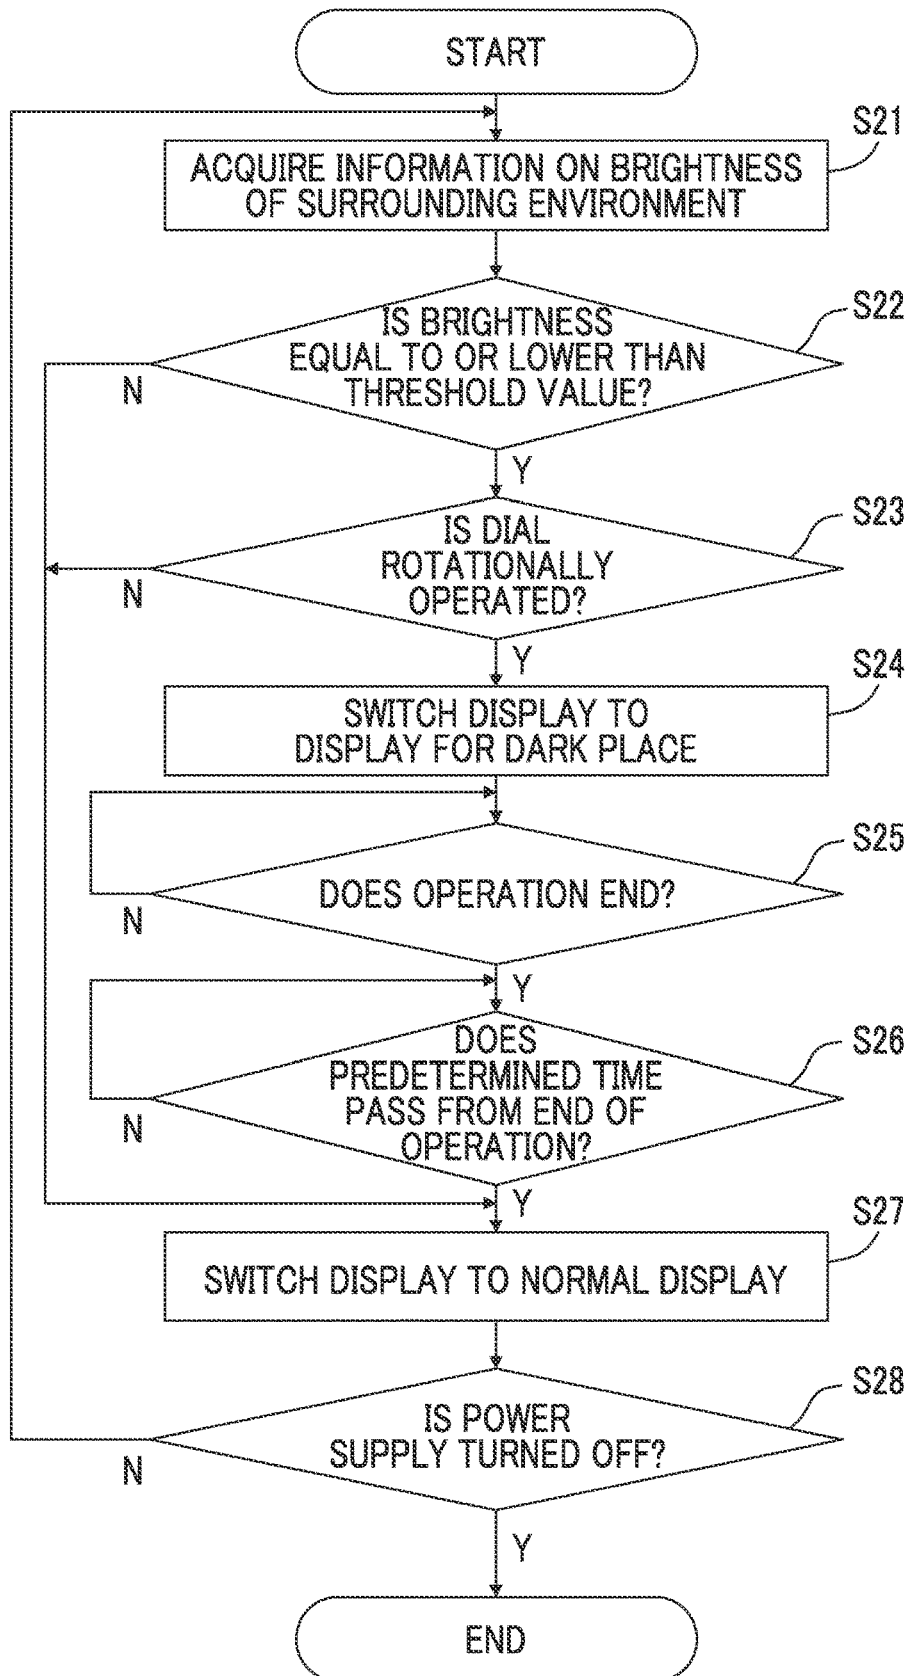 START
S21
ACQUIRE INFORMATION ON BRIGHTNESS
OF SURROUNDING ENVIRONMENT
S22
IS BRIGHTNESS
EQUAL TO OR LOWER THAN
THRESHOLD VALUE?
N
Y
S23
IS DIAL
ROTATIONALLY
OPERATED?
N
Y
S24
SWITCH DISPLAY TO
DISPLAY FOR DARK PLACE
S25
DOES OPERATION END?
N
Y
S26
DOES
PREDETERMINED TIME
PASS FROM END OF
OPERATION?
N
Y
S27
SWITCH DISPLAY TO NORMAL DISPLAY
S28
IS POWER
SUPPLY TURNED OFF?
N
Y
END